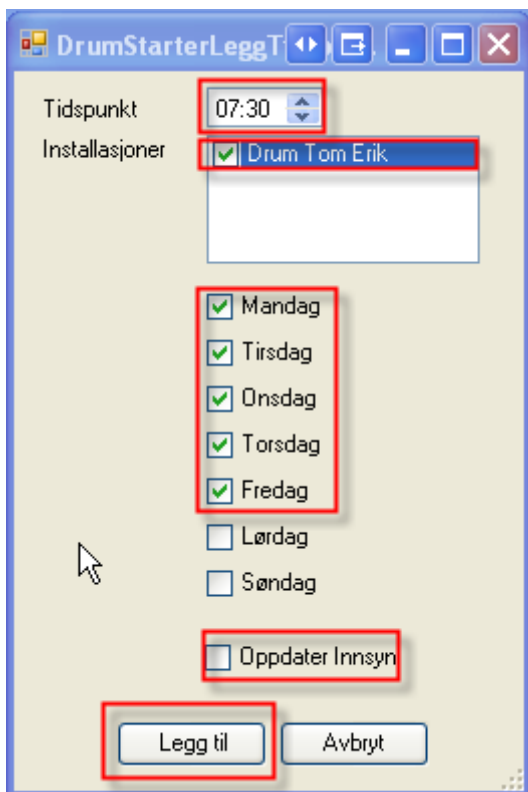 DrumStarterLeggT
Tidspunkt 07:30
Installasjoner Drum Tom Erik
Mandag
Tirsdag
Onsdag
Torsdag
Fredag
Lørdag
Søndag
Oppdater Innsyn
Legg til Avbryt